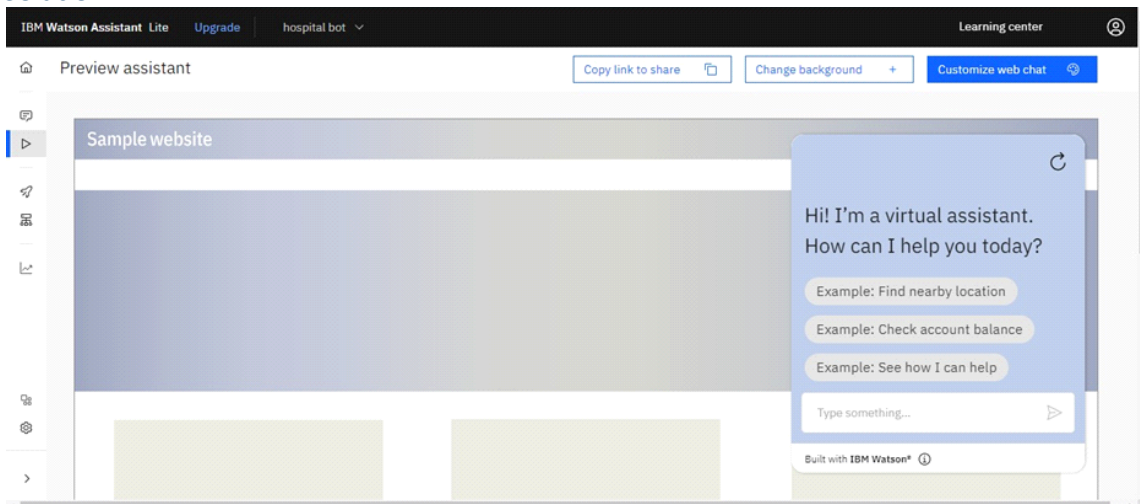 IBM Watson Assistant Lite Upgrade hospital bot Learning center
Preview assistant Copy link to share Change background + Customize web chat
Sample website
Hi! I'm a virtual assistant.
How can I help you today?
Example: Find nearby location
Example: Check account balance
Example: See how I can help
Type something...
Built with IBM Watson®